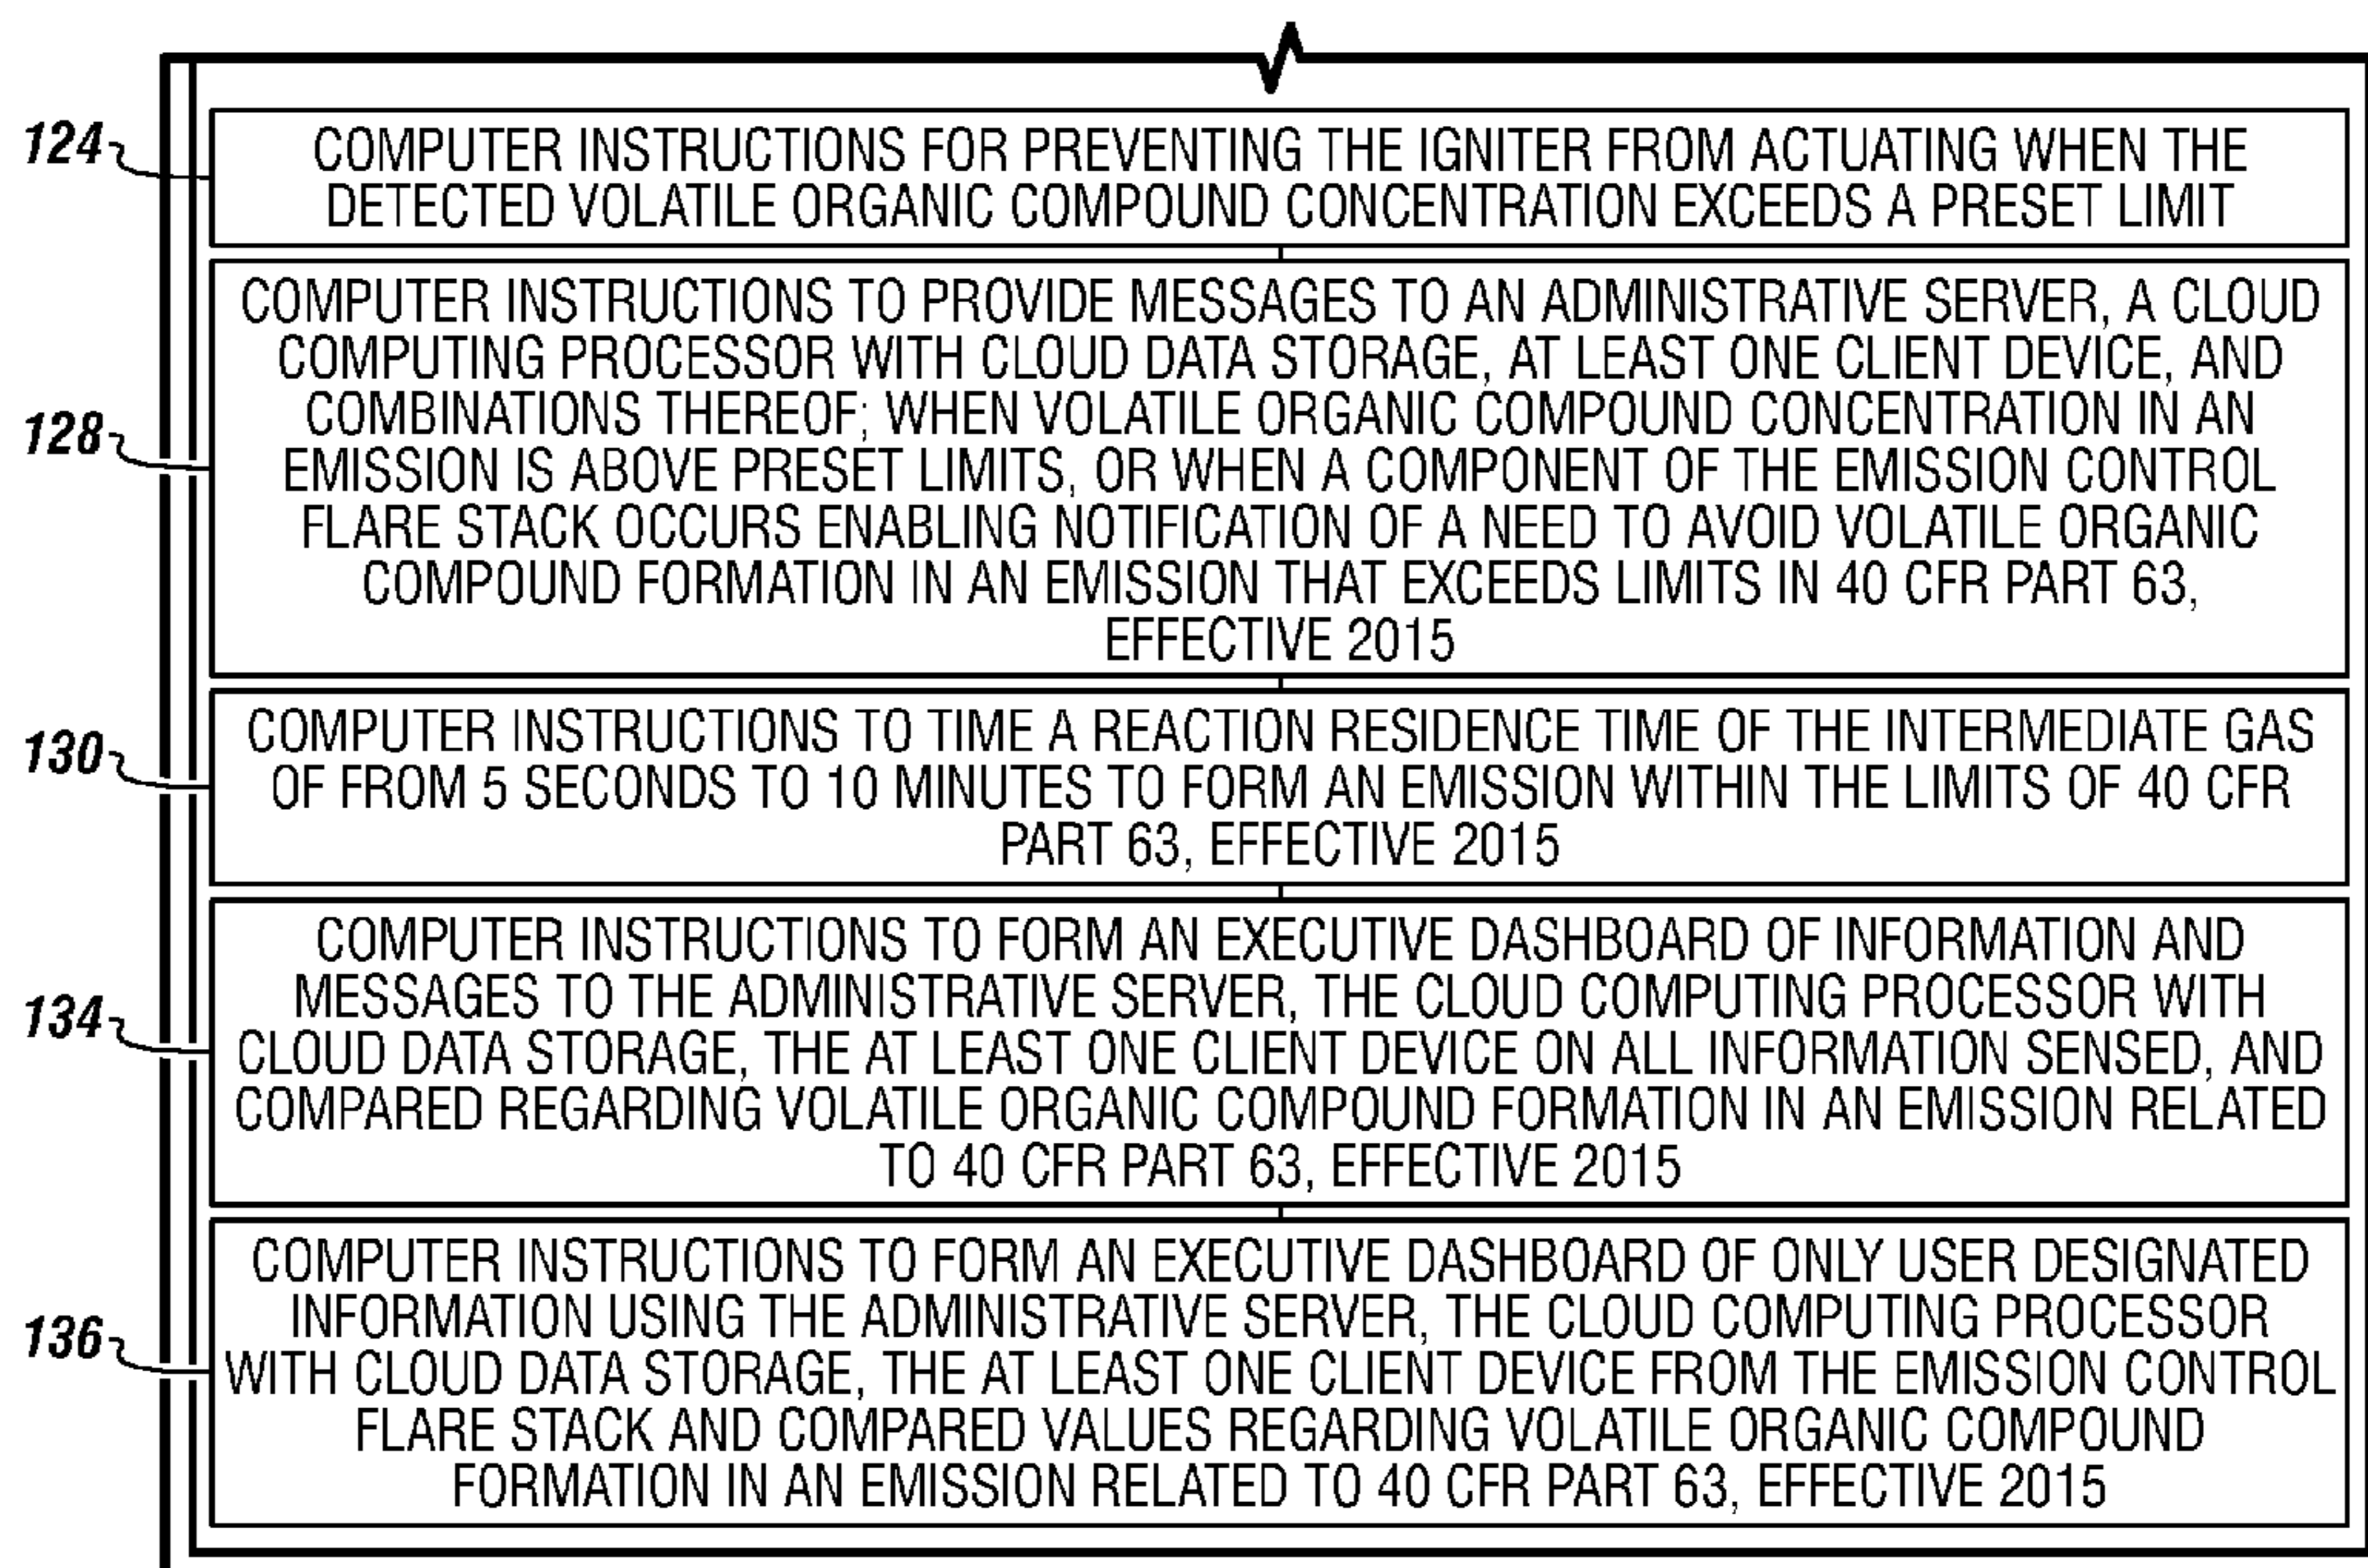 124
COMPUTER INSTRUCTIONS FOR PREVENTING THE IGNITER FROM ACTUATING WHEN THE
DETECTED VOLATILE ORGANIC COMPOUND CONCENTRATION EXCEEDS A PRESET LIMIT
128
COMPUTER INSTRUCTIONS TO PROVIDE MESSAGES TO AN ADMINISTRATIVE SERVER, A CLOUD
COMPUTING PROCESSOR WITH CLOUD DATA STORAGE, AT LEAST ONE CLIENT DEVICE, AND
COMBINATIONS THEREOF; WHEN VOLATILE ORGANIC COMPOUND CONCENTRATION IN AN
EMISSION IS ABOVE PRESET LIMITS, OR WHEN A COMPONENT OF THE EMISSION CONTROL
FLARE STACK OCCURS ENABLING NOTIFICATION OF A NEED TO AVOID VOLATILE ORGANIC
COMPOUND FORMATION IN AN EMISSION THAT EXCEEDS LIMITS IN 40 CFR PART 63,
EFFECTIVE 2015
130
COMPUTER INSTRUCTIONS TO TIME A REACTION RESIDENCE TIME OF THE INTERMEDIATE GAS
OF FROM 5 SECONDS TO 10 MINUTES TO FORM AN EMISSION WITHIN THE LIMITS OF 40 CFR
PART 63, EFFECTIVE 2015
134
COMPUTER INSTRUCTIONS TO FORM AN EXECUTIVE DASHBOARD OF INFORMATION AND
MESSAGES TO THE ADMINISTRATIVE SERVER, THE CLOUD COMPUTING PROCESSOR WITH
CLOUD DATA STORAGE, THE AT LEAST ONE CLIENT DEVICE ON ALL INFORMATION SENSED, AND
COMPARED REGARDING VOLATILE ORGANIC COMPOUND FORMATION IN AN EMISSION RELATED
TO 40 CFR PART 63, EFFECTIVE 2015
136
COMPUTER INSTRUCTIONS TO FORM AN EXECUTIVE DASHBOARD OF ONLY USER DESIGNATED
INFORMATION USING THE ADMINISTRATIVE SERVER, THE CLOUD COMPUTING PROCESSOR
WITH CLOUD DATA STORAGE, THE AT LEAST ONE CLIENT DEVICE FROM THE EMISSION CONTROL
FLARE STACK AND COMPARED VALUES REGARDING VOLATILE ORGANIC COMPOUND
FORMATION IN AN EMISSION RELATED TO 40 CFR PART 63, EFFECTIVE 2015